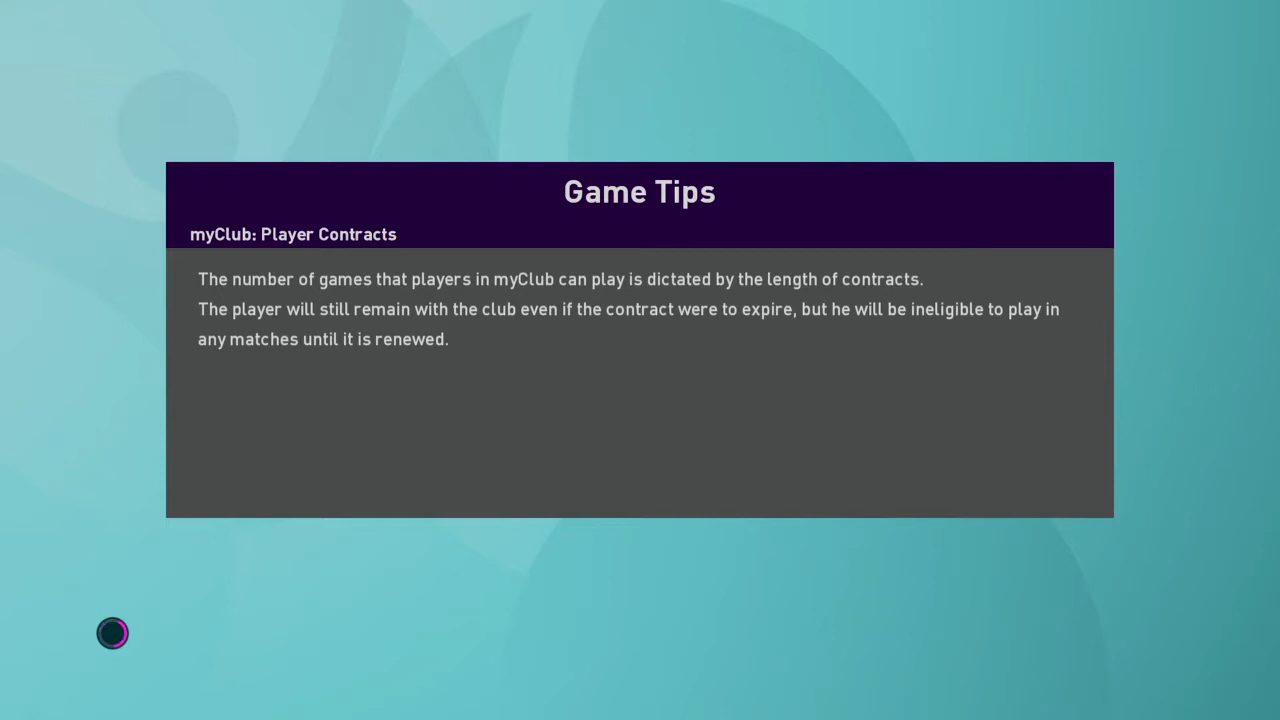 Game Tips
myClub: Player Contracts
The number of games that players in myClub can play is dictated by the length of contracts.
The player will still remain with the club even if the contract were to expire, but he will be ineligible to play in
any matches until it is renewed.